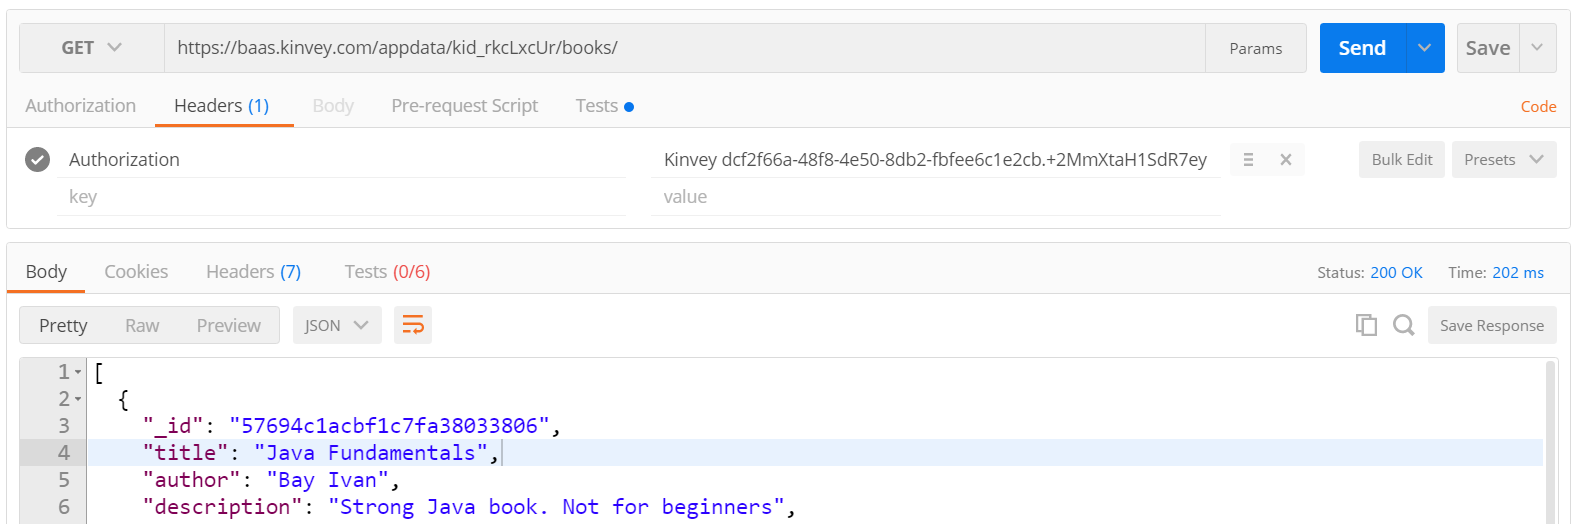 GET https://baas.kinvey.com/appdata/kid_rkcLxcUr/books/ Params Send Save
Authorization Headers (1) Body Pre-request Script Tests Code
Authorization Kinvey dcf2f66a-48f8-4e50-8db2-fbfee6c1e2cb.+2MmXtaH1SdR7ey Bulk Edit Presets
key value
Body Cookies Headers (7) Tests (0/6) Status: 200 OK Time: 202 ms
Pretty Raw Preview JSON Save Response
1 [
2 {
3 "_id": "57694c1acbf1c7fa38033806",
4 "title": "Java Fundamentals",
5 "author": "Bay Ivan",
6 "description": "Strong Java book. Not for beginners",